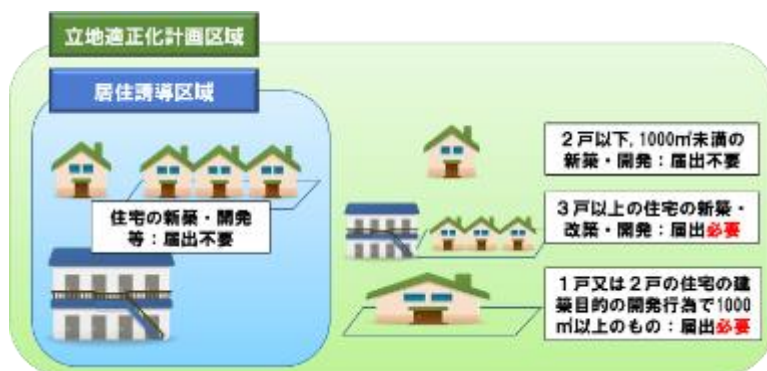 立地適正化計画区域
居住誘導区域
住宅の新築・開発
等：届出不要
２戸以下，1000㎡未満の
新築・開発：届出不要
３戸以上の住宅の新築・
改築・開発：届出必要
１戸又は２戸の住宅の建
築目的の開発行為で1000
㎡以上のもの：届出必要